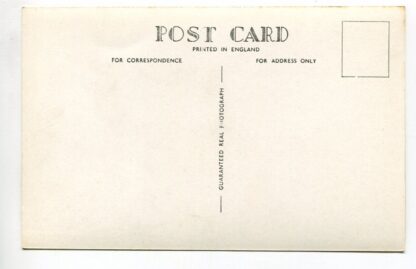 POST CARD
PRINTED IN ENGLAND
FOR CORRESPONDENCE
FOR ADDRESS ONLY
GUARANTEED REAL PHOTOGRAPH